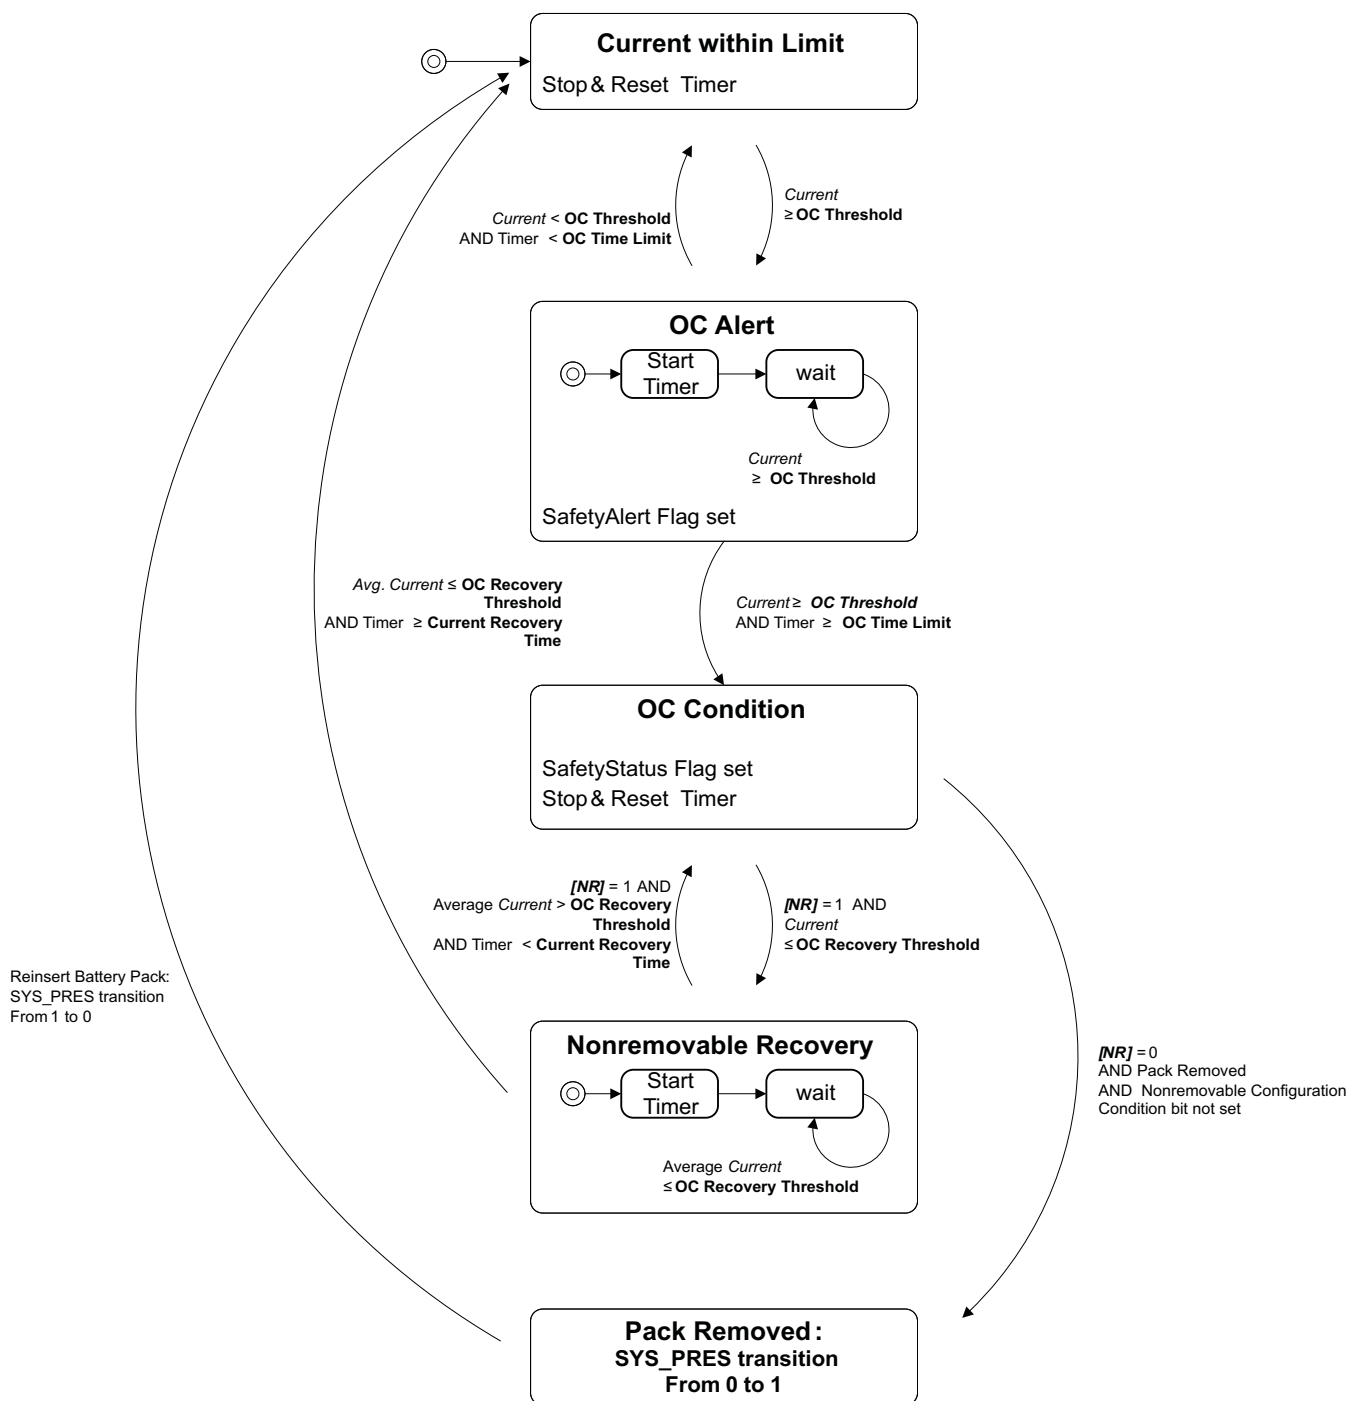 Current within Limit
Stop & Reset Timer
Current < OC Threshold
AND Timer < OC Time Limit
Current
≥ OC Threshold
OC Alert
Start
Timer
wait
Current
≥ OC Threshold
SafetyAlert Flag set
Avg. Current ≤ OC Recovery
Threshold
AND Timer ≥ Current Recovery
Time
Current ≥ OC Threshold
AND Timer ≥ OC Time Limit
OC Condition
SafetyStatus Flag set
Stop & Reset Timer
[NR] = 1 AND
Average Current > OC Recovery
Threshold
AND Timer < Current Recovery
Time
[NR] = 1 AND
Current
≤ OC Recovery Threshold
Reinsert Battery Pack:
SYS_PRES transition
From 1 to 0
Nonremovable Recovery
Start
Timer
wait
Average Current
≤ OC Recovery Threshold
[NR] = 0
AND Pack Removed
AND Nonremovable Configuration
Condition bit not set
Pack Removed:
SYS_PRES transition
From 0 to 1